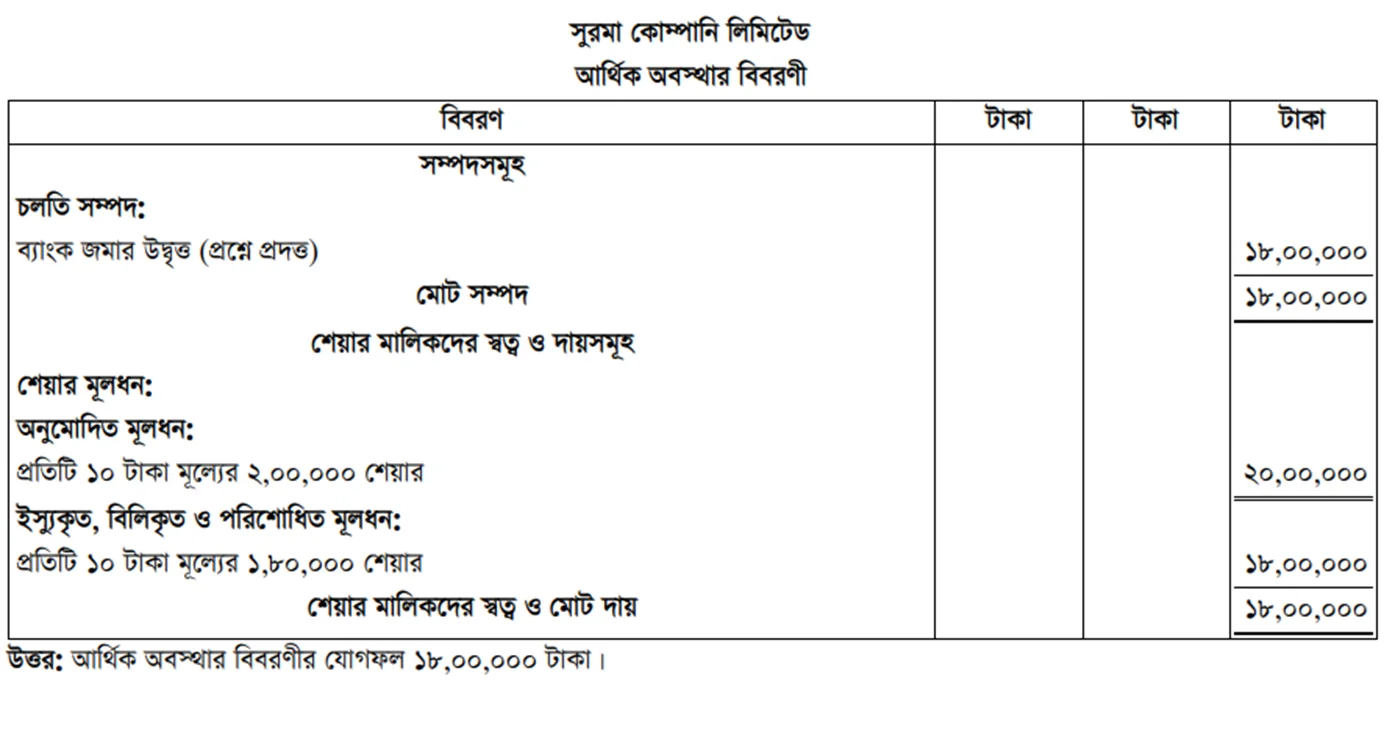 সুরমা কোম্পানি লিমিটেড
আর্থিক অবস্থার বিবরণী
বিবরণ টাকা টাকা টাকা
সম্পদসমূহ
চলতি সম্পদ:
ব্যাংক জমার উদ্বৃত্ত (প্রশ্নে প্রদত্ত) ১৮,০০,০০০
মোট সম্পদ ১৮,০০,০০০
শেয়ার মালিকদের স্বত্ব ও দায়সমূহ
শেয়ার মূলধন:
অনুমোদিত মূলধন:
প্রতিটি ১০ টাকা মূল্যের ২,০০,০০০ শেয়ার ২০,০০,০০০
ইস্যুকৃত, বিলিকৃত ও পরিশোধিত মূলধন:
প্রতিটি ১০ টাকা মূল্যের ১,৮০,০০০ শেয়ার ১৮,০০,০০০
শেয়ার মালিকদের স্বত্ব ও মোট দায় ১৮,০০,০০০
উত্তর: আর্থিক অবস্থার বিবরণীর যোগফল ১৮,০০,০০০ টাকা।